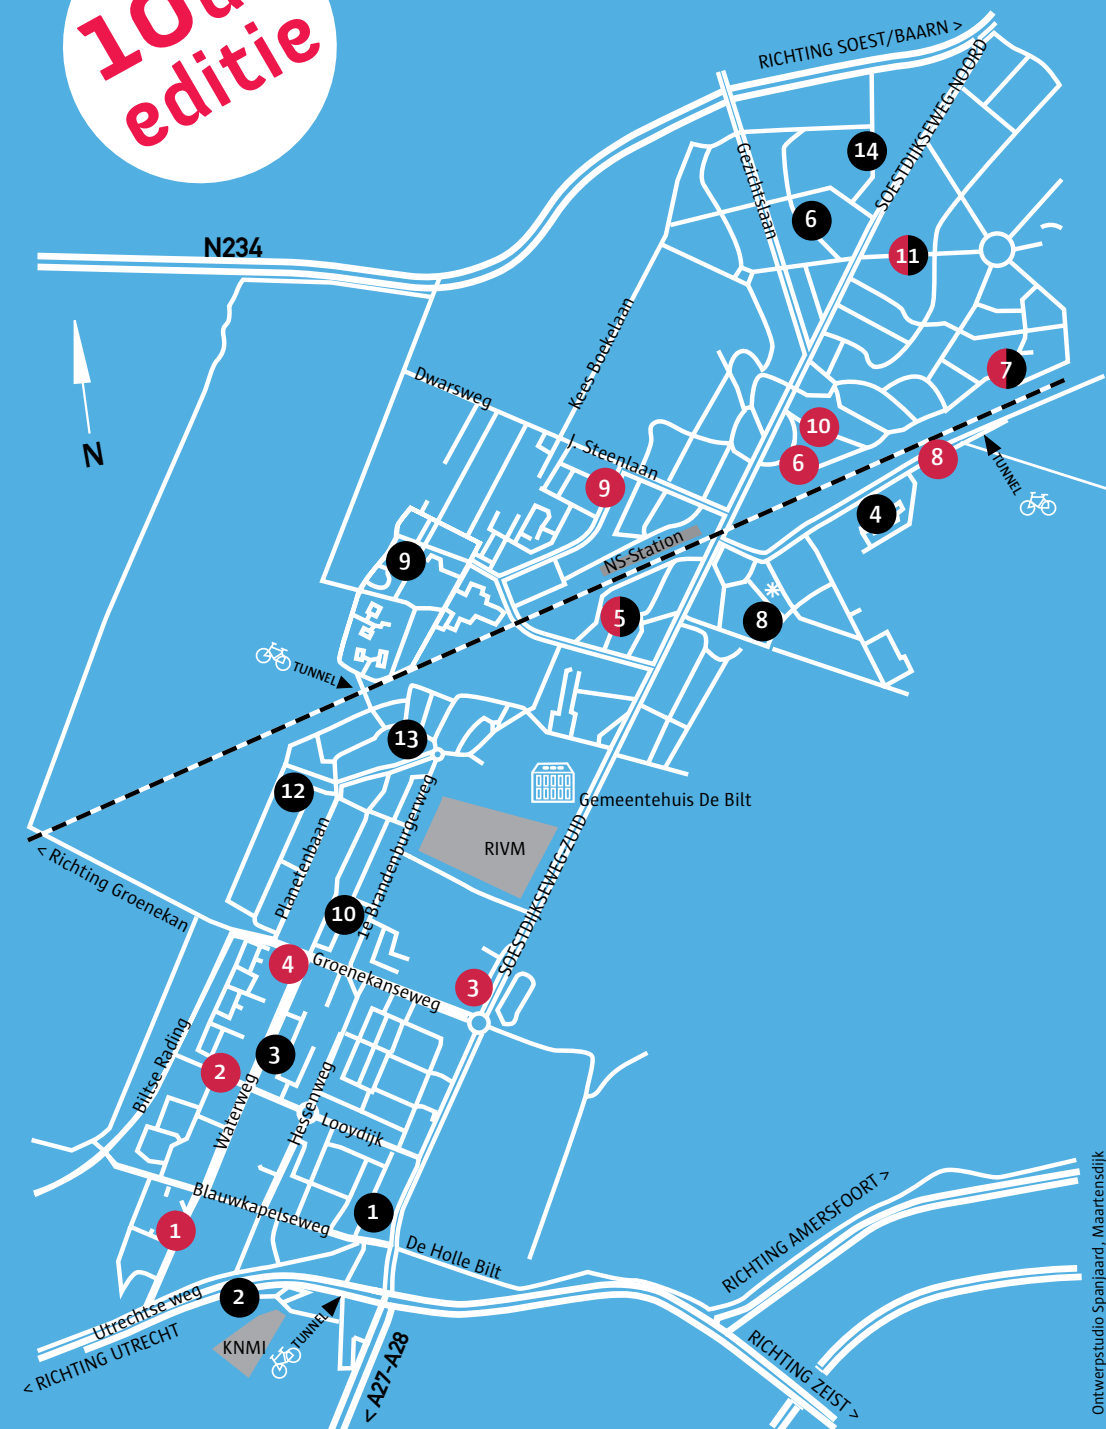 editie
RICHTING SOEST/BAARN >
SOESTDIJKSEWEG-NOORD
Gezichtslaan
14
6
11
N234
N
Kees Boekelaan
Dwarsweg
J. Steenlaan
7
10
6
8
9
TUNNEL
4
NS-Station
9
5
8
TUNNEL
13
12
Gemeentehuis De Bilt
RIVM
Planetenbaan
1e Brandenburgerweg
SOESTDIJKSEWEG-ZUID
< Richting Groenekan
10
4
Groenekanseweg
3
Biltse Rading
3
2
Waterweg
Hessenweg
Looydijk
Blauwkapelseweg
1
1
De Holle Bilt
RICHTING AMERSFOORT >
Utrechtse weg
2
< RICHTING UTRECHT
KNMI
TUNNEL
< A27-A28
RICHTING ZEIST >
Ontwerpstudio Spanjaard, Maartensdijk